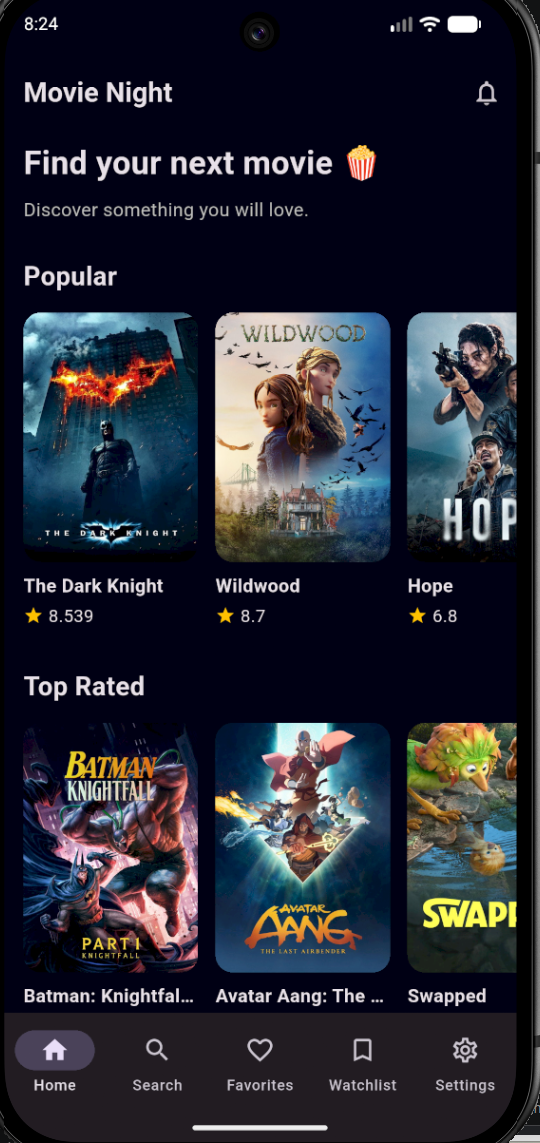 8:24
Movie Night
Find your next movie 🍿
Discover something you will love.
Popular
THE DARK KNIGHT
WILDWOOD
HOP
The Dark Knight
Wildwood
Hope
8.539
8.7
6.8
Top Rated
BATMAN
KNIGHTFALL
PART I
KNIGHTFALL
AVATAR
AANG
THE LAST AIRBENDER
SWAPP
Batman: Knightfal...
Avatar Aang: The ...
Swapped
Home
Search
Favorites
Watchlist
Settings